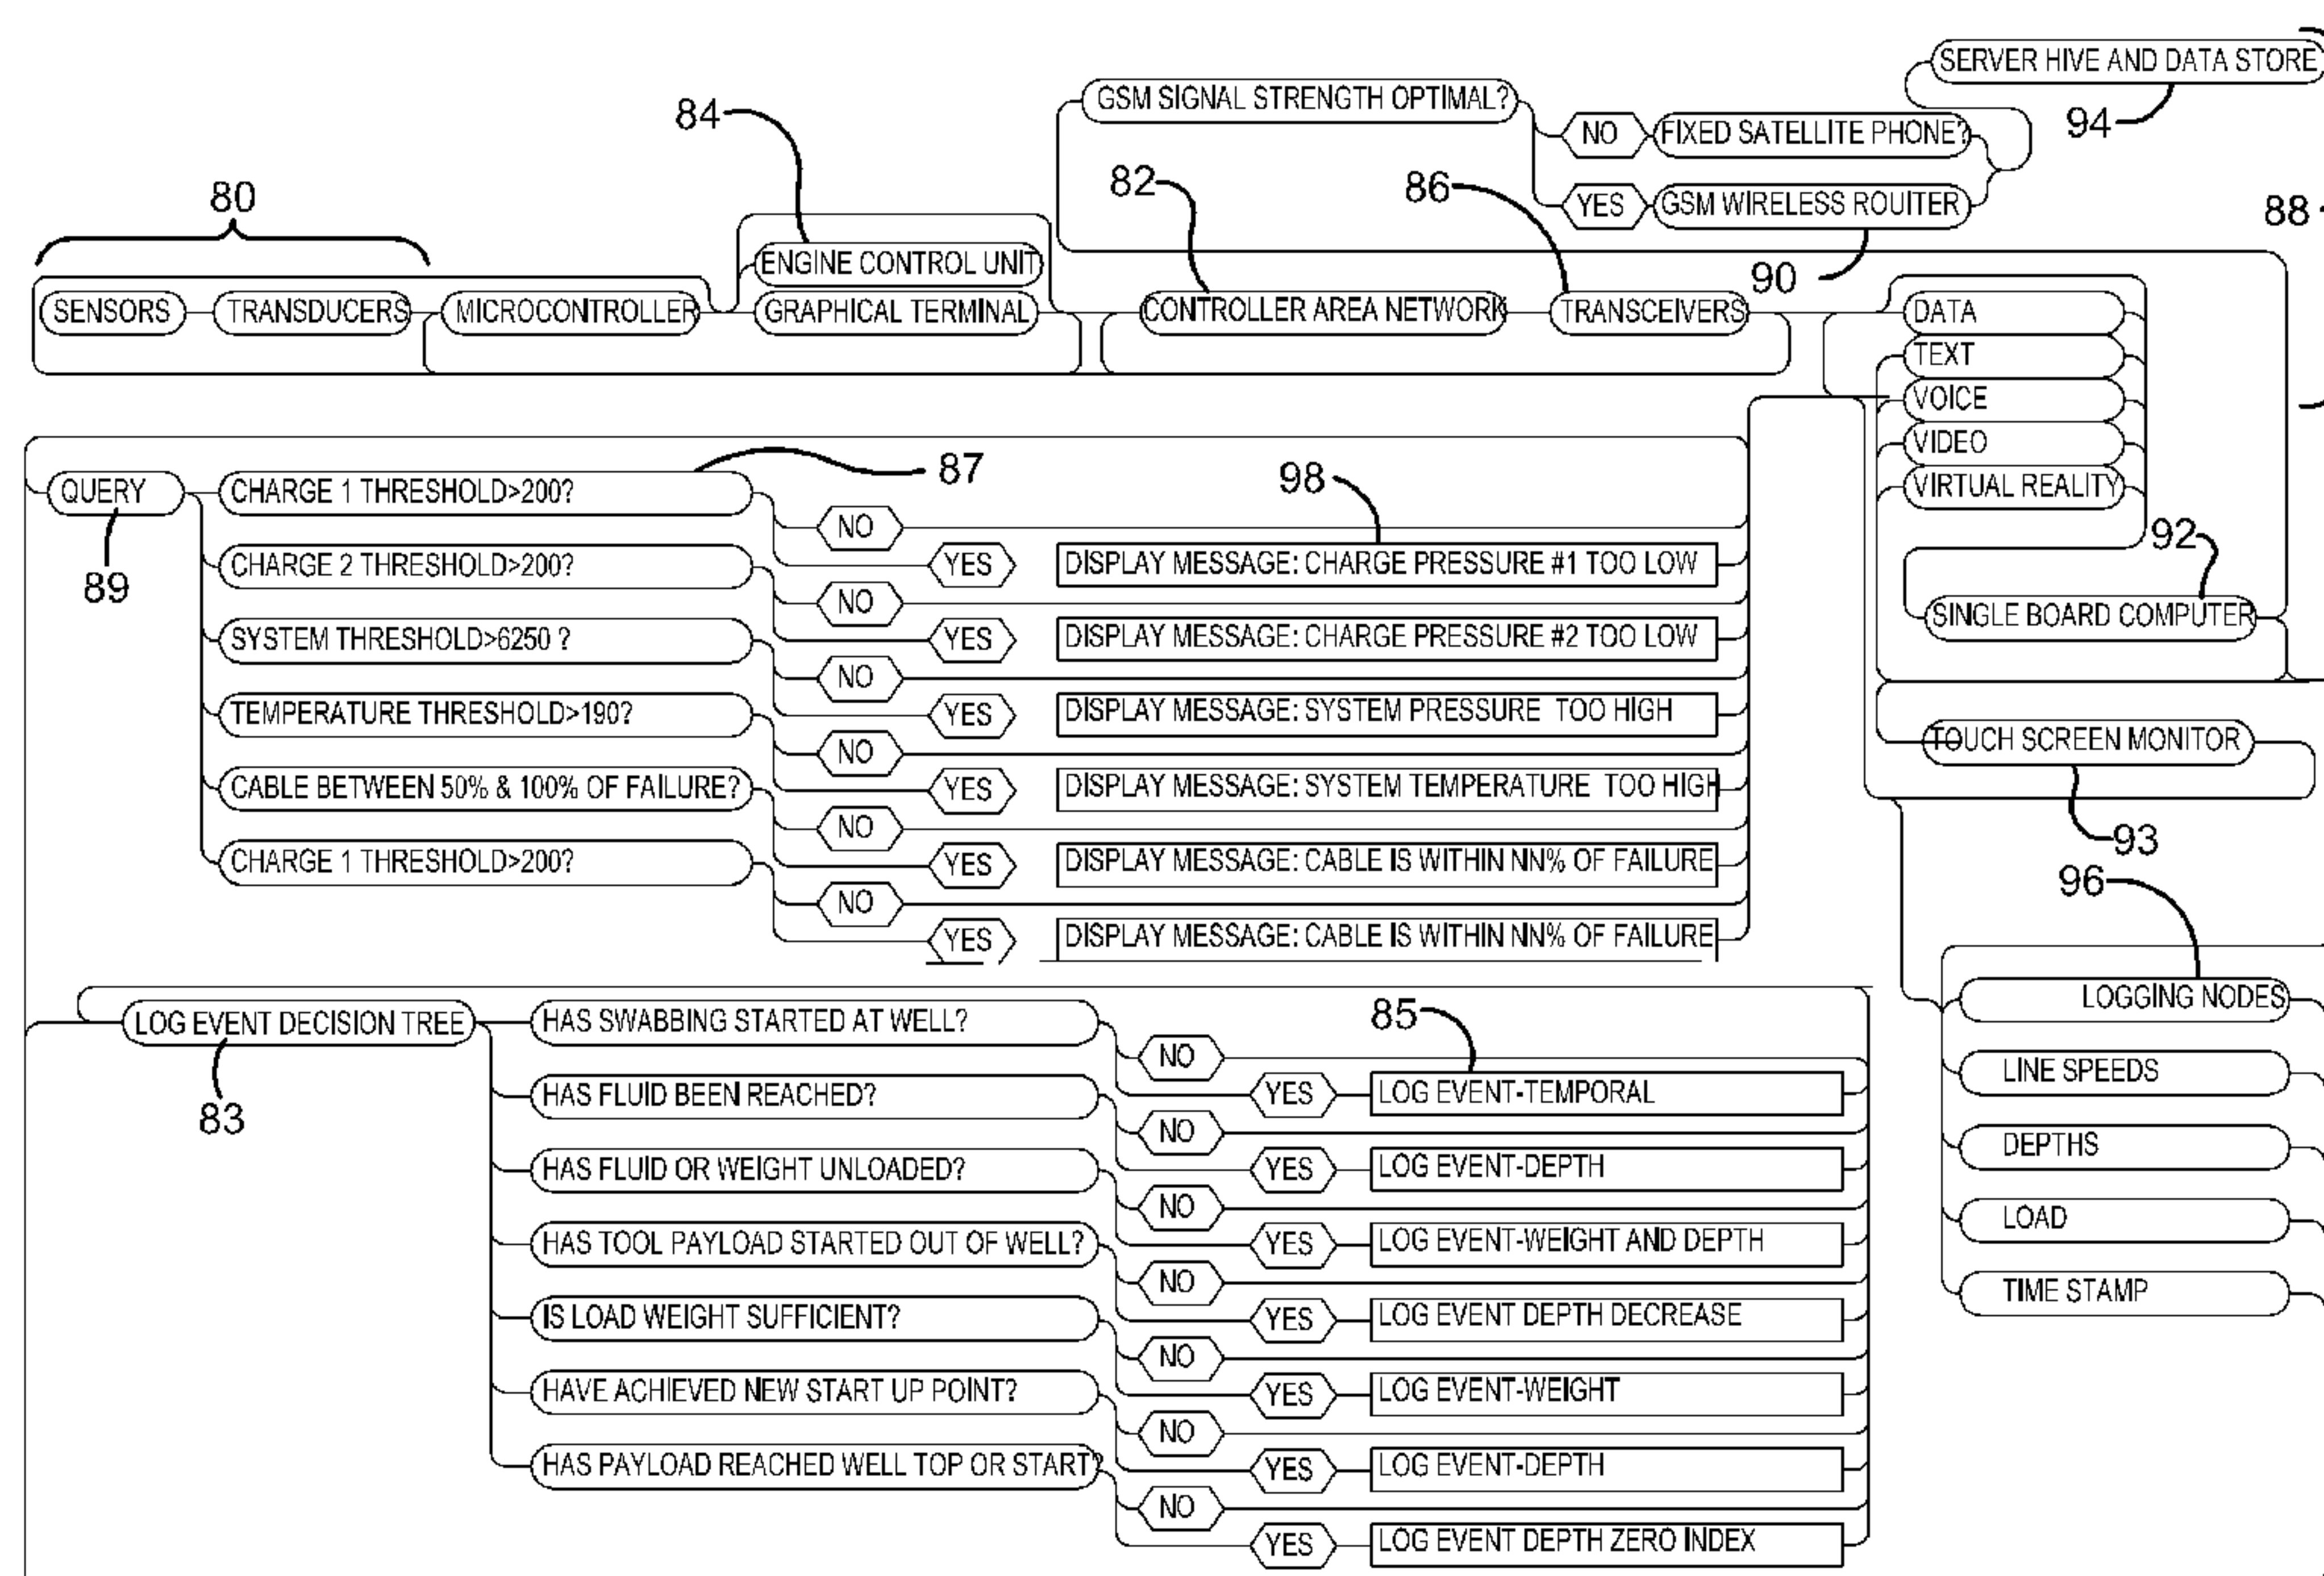 SERVER HIVE AND DATA STORE
94
GSM SIGNAL STRENGTH OPTIMAL?
NO
FIXED SATELLITE PHONE?
YES
GSM WIRELESS ROUITER
90
88
84
82
86
80
ENGINE CONTROL UNIT
SENSORS
TRANSDUCERS
MICROCONTROLLER
GRAPHICAL TERMINAL
CONTROLLER AREA NETWORK
TRANSCEIVERS
DATA
TEXT
VOICE
VIDEO
VIRTUAL REALITY
92
SINGLE BOARD COMPUTER
TOUCH SCREEN MONITOR
93
QUERY
89
87
98
CHARGE 1 THRESHOLD>200?
NO
YES
DISPLAY MESSAGE: CHARGE PRESSURE #1 TOO LOW
CHARGE 2 THRESHOLD>200?
NO
YES
DISPLAY MESSAGE: CHARGE PRESSURE #2 TOO LOW
SYSTEM THRESHOLD>6250 ?
NO
YES
DISPLAY MESSAGE: SYSTEM PRESSURE TOO HIGH
TEMPERATURE THRESHOLD>190?
NO
YES
DISPLAY MESSAGE: SYSTEM TEMPERATURE TOO HIGH
CABLE BETWEEN 50% & 100% OF FAILURE?
NO
YES
DISPLAY MESSAGE: CABLE IS WITHIN NN% OF FAILURE
CHARGE 1 THRESHOLD>200?
NO
YES
DISPLAY MESSAGE: CABLE IS WITHIN NN% OF FAILURE
96
LOGGING NODES
LINE SPEEDS
DEPTHS
LOAD
TIME STAMP
LOG EVENT DECISION TREE
83
85
HAS SWABBING STARTED AT WELL?
NO
YES
LOG EVENT-TEMPORAL
HAS FLUID BEEN REACHED?
NO
YES
LOG EVENT-DEPTH
HAS FLUID OR WEIGHT UNLOADED?
NO
YES
LOG EVENT-WEIGHT AND DEPTH
HAS TOOL PAYLOAD STARTED OUT OF WELL?
NO
YES
LOG EVENT DEPTH DECREASE
IS LOAD WEIGHT SUFFICIENT?
NO
YES
LOG EVENT-WEIGHT
HAVE ACHIEVED NEW START UP POINT?
NO
YES
LOG EVENT-DEPTH
HAS PAYLOAD REACHED WELL TOP OR START?
NO
YES
LOG EVENT DEPTH ZERO INDEX